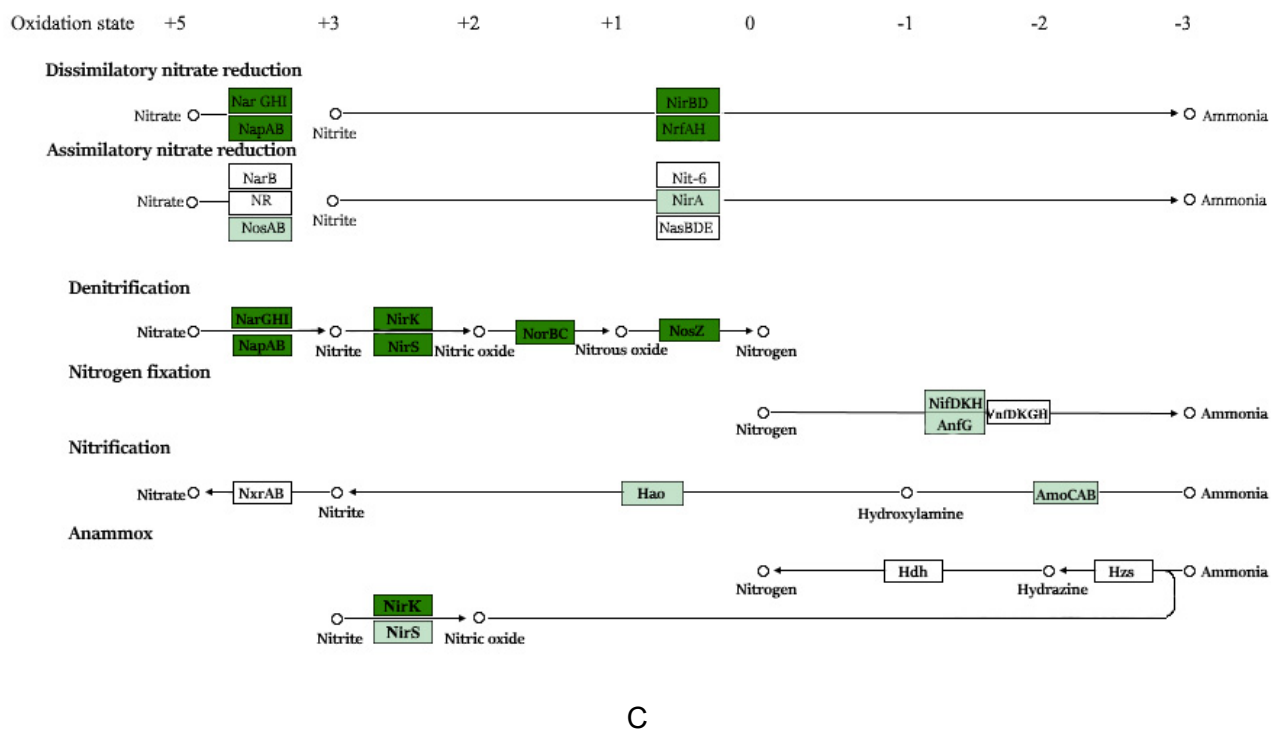 Oxidation state +5 +3 +2 +1 0 -1 -2 -3
Dissimilatory nitrate reduction
Nar GHI NirBD
Nitrate Nitrite Ammonia
NapAB NrfAH
Assimilatory nitrate reduction
NarB Nit-6
Nitrate NR Nitrite NirA Ammonia
NosAB NasBDE
Denitrification
NarGHI NirK
Nitrate NorBC NosZ
NapAB Nitrite NirS Nitric oxide Nitrous oxide Nitrogen
Nitrogen fixation
NifDKH VnfDKGH
Nitrogen AnfG Ammonia
Nitrification
Nitrate NxrAB Nitrite Hao Hydroxylamine AmoCAB Ammonia
Anammox
Nitrogen Hdh Hydrazine Hzs Ammonia
NirK
Nitrite NirS Nitric oxide
C